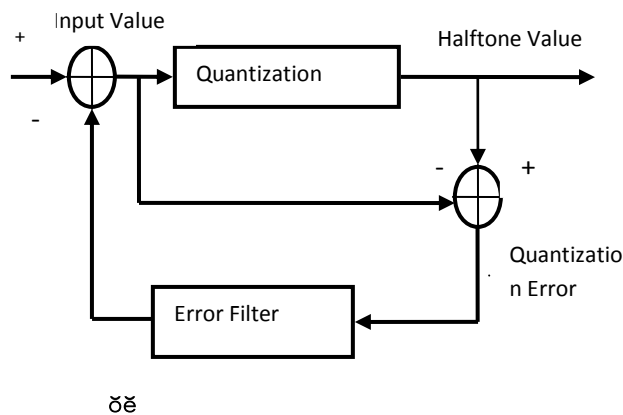 Input Value
+
Halftone Value
Quantization
-
- +
Quantizatio
n Error
Error Filter
ŏĕ